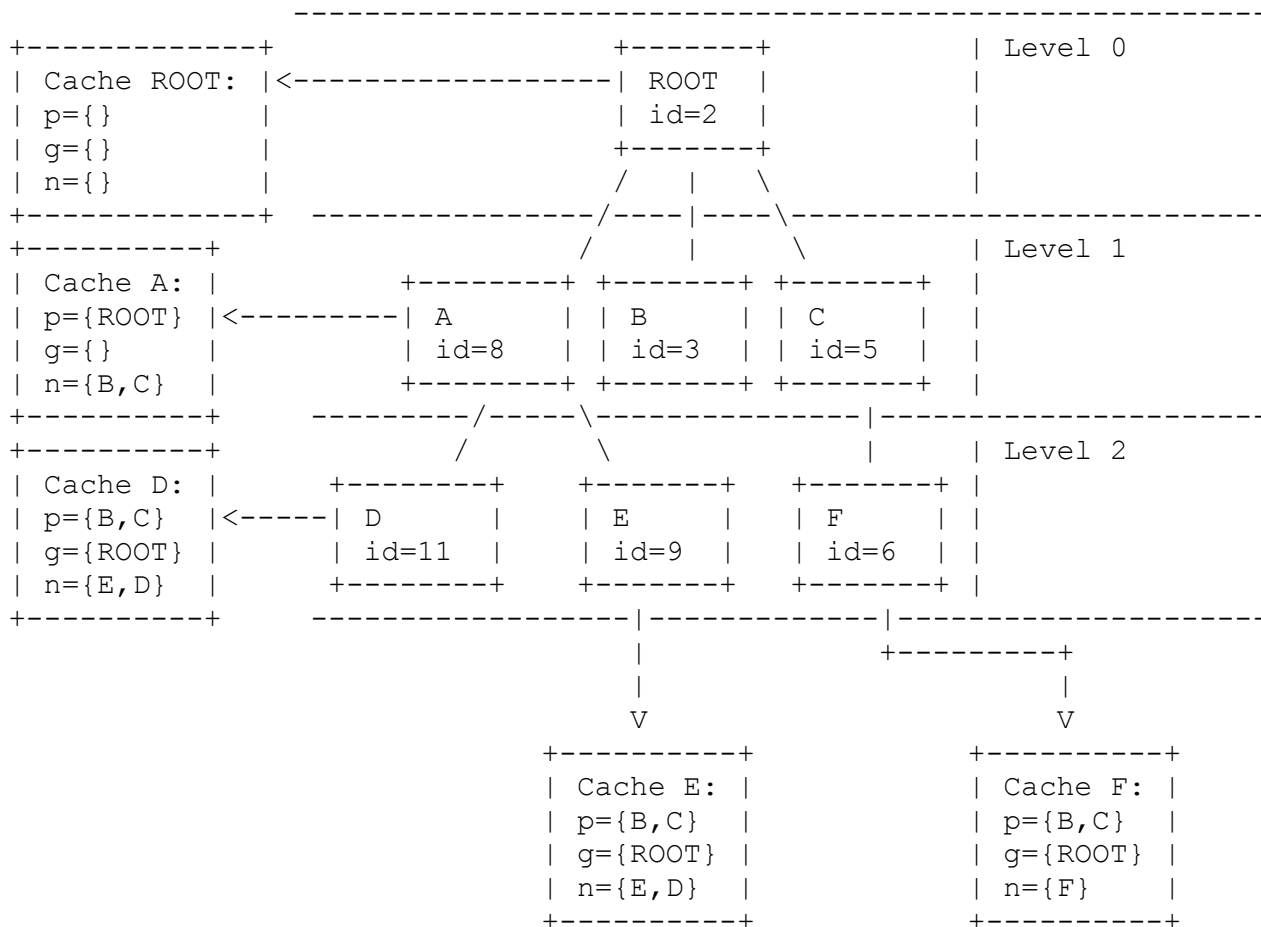 Level 0
Cache ROOT:
p={}
g={}
n={}
ROOT
id=2
Level 1
Cache A:
p={ROOT}
g={}
n={B,C}
A
id=8
B
id=3
C
id=5
Level 2
Cache D:
p={B,C}
g={ROOT}
n={E,D}
D
id=11
E
id=9
F
id=6
Cache E:
p={B,C}
g={ROOT}
n={E,D}
Cache F:
p={B,C}
g={ROOT}
n={F}